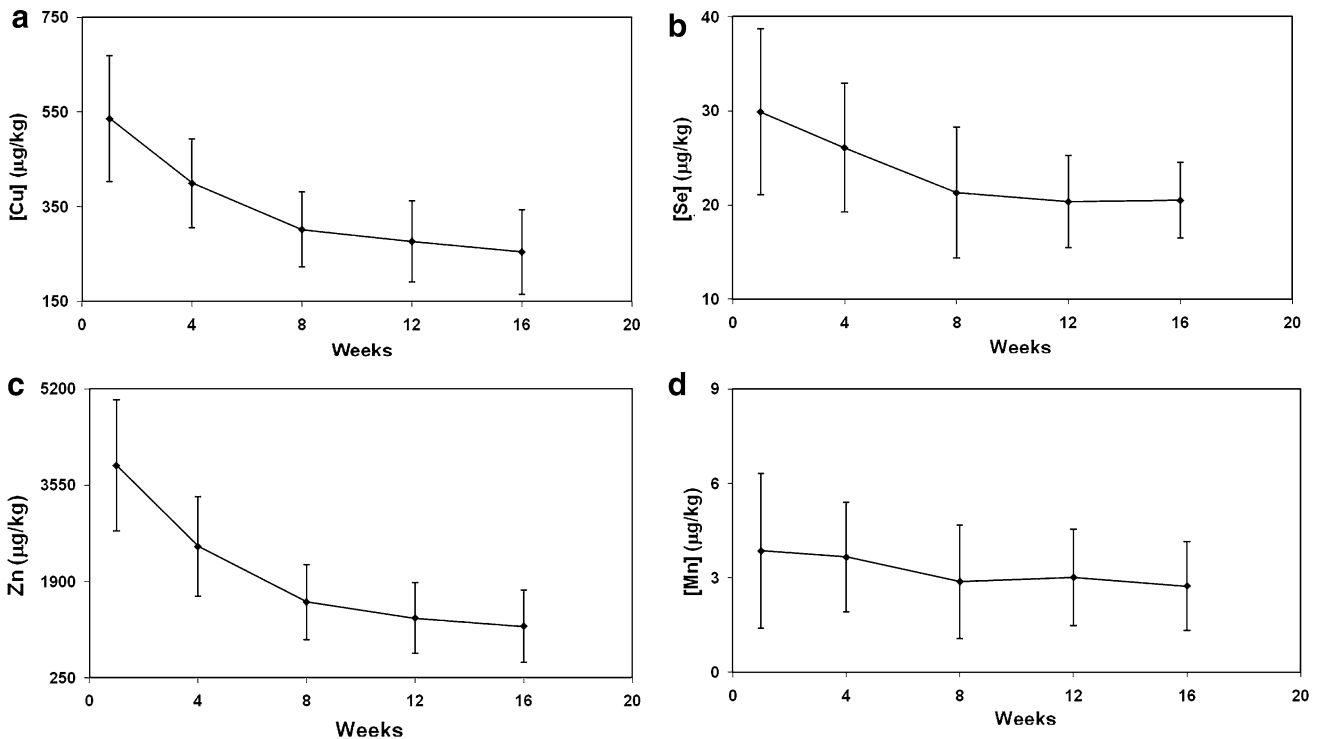 a
750
550
350
150
[Cu] (μg/kg)
0 4 8 12 16 20
Weeks
b
40
30
20
10
[Se] (μg/kg)
0 4 8 12 16 20
Weeks
c
5200
3550
1900
250
Zn (μg/kg)
0 4 8 12 16 20
Weeks
d
9
6
3
0
[Mn] (μg/kg)
0 4 8 12 16 20
Weeks